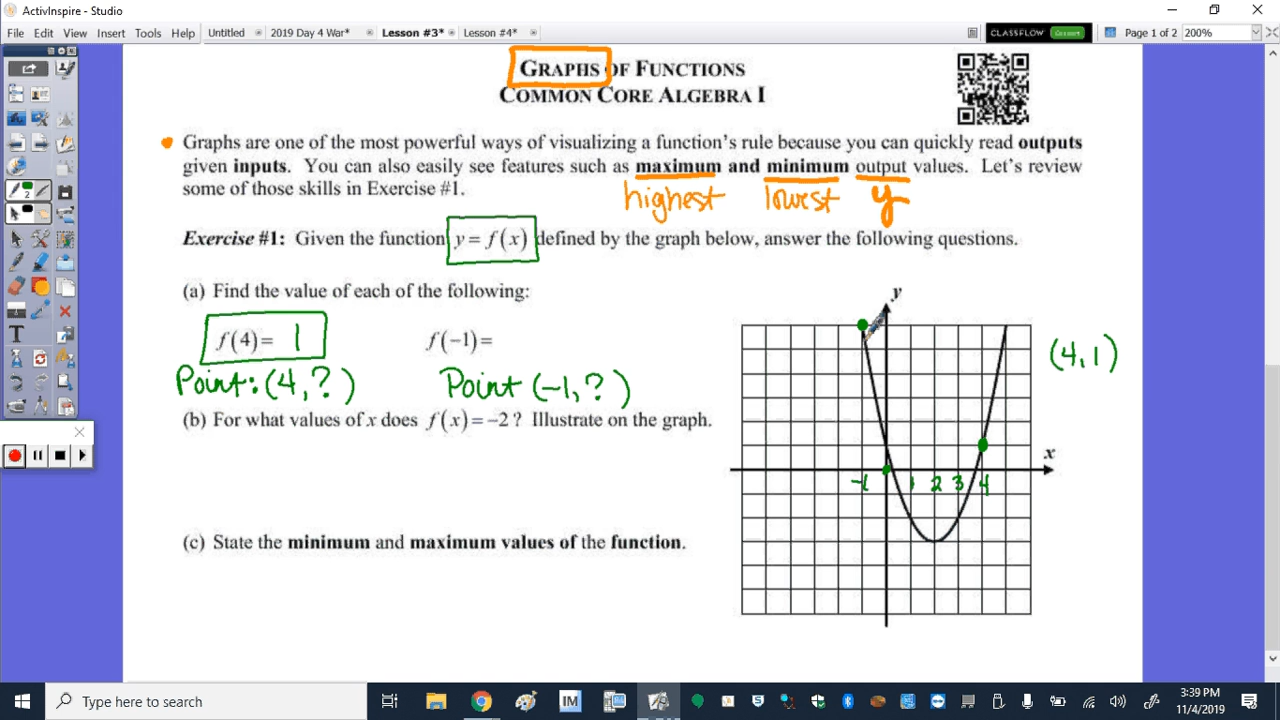 ActivInspire - Studio
File Edit View Insert Tools Help Untitled 2019 Day 4 War* Lesson #3* Lesson #4* CLASSFLOW Connect Page 1 of 2 200%
GRAPHS OF FUNCTIONS
COMMON CORE ALGEBRA I
Graphs are one of the most powerful ways of visualizing a function's rule because you can quickly read outputs
given inputs. You can also easily see features such as maximum and minimum output values. Let's review
some of those skills in Exercise #1.
highest lowest y
Exercise #1: Given the function y = f(x) defined by the graph below, answer the following questions.
(a) Find the value of each of the following:
y
f(4) = 1 f(-1) =
(4,1)
Point: (4,?) Point (-1,?)
(b) For what values of x does f(x) = -2? Illustrate on the graph.
x
-1 1 2 3 4
(c) State the minimum and maximum values of the function.
Type here to search
IM
3:39 PM
11/4/2019